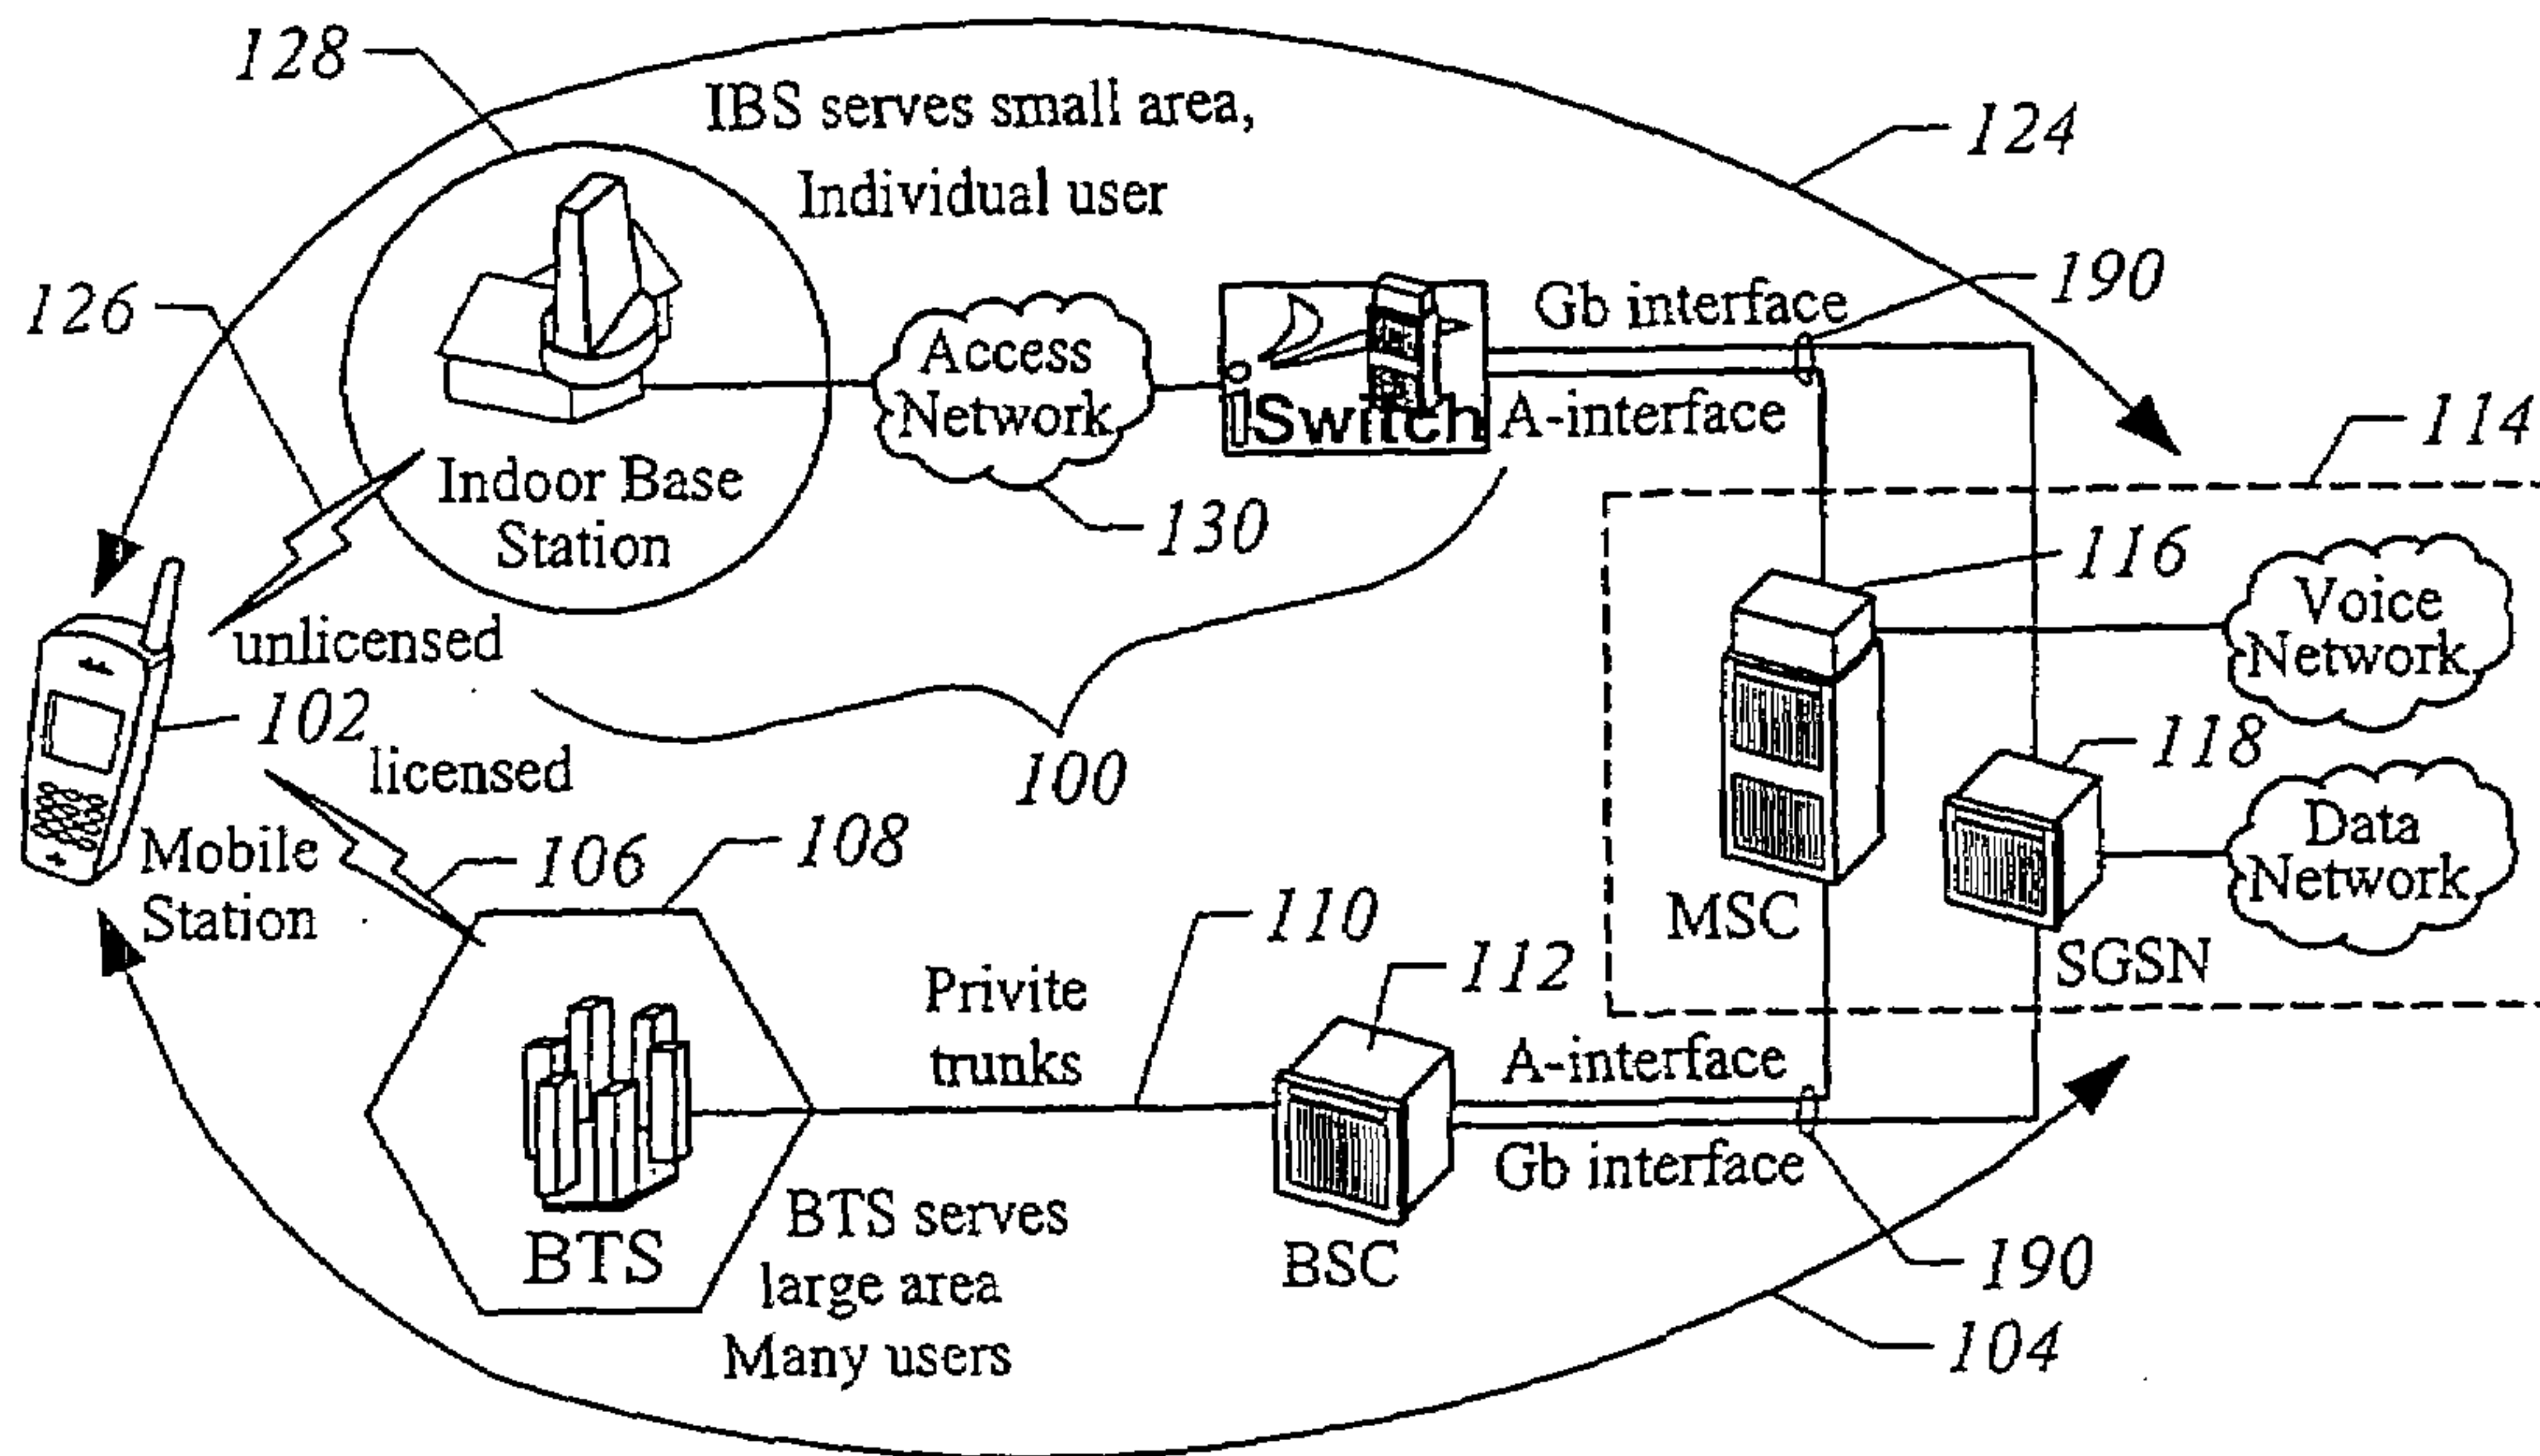 128
IBS serves small area,
Individual user
124
126
190
Gb interface
Access
Network
iSwitch
A-interface
114
Indoor Base
Station
130
116
Voice
Network
unlicensed
102
licensed
100
118
Data
Network
Mobile
Station
106
108
MSC
SGSN
110
112
Privite
trunks
A-interface
Gb interface
BTS
BTS serves
large area
Many users
BSC
190
104